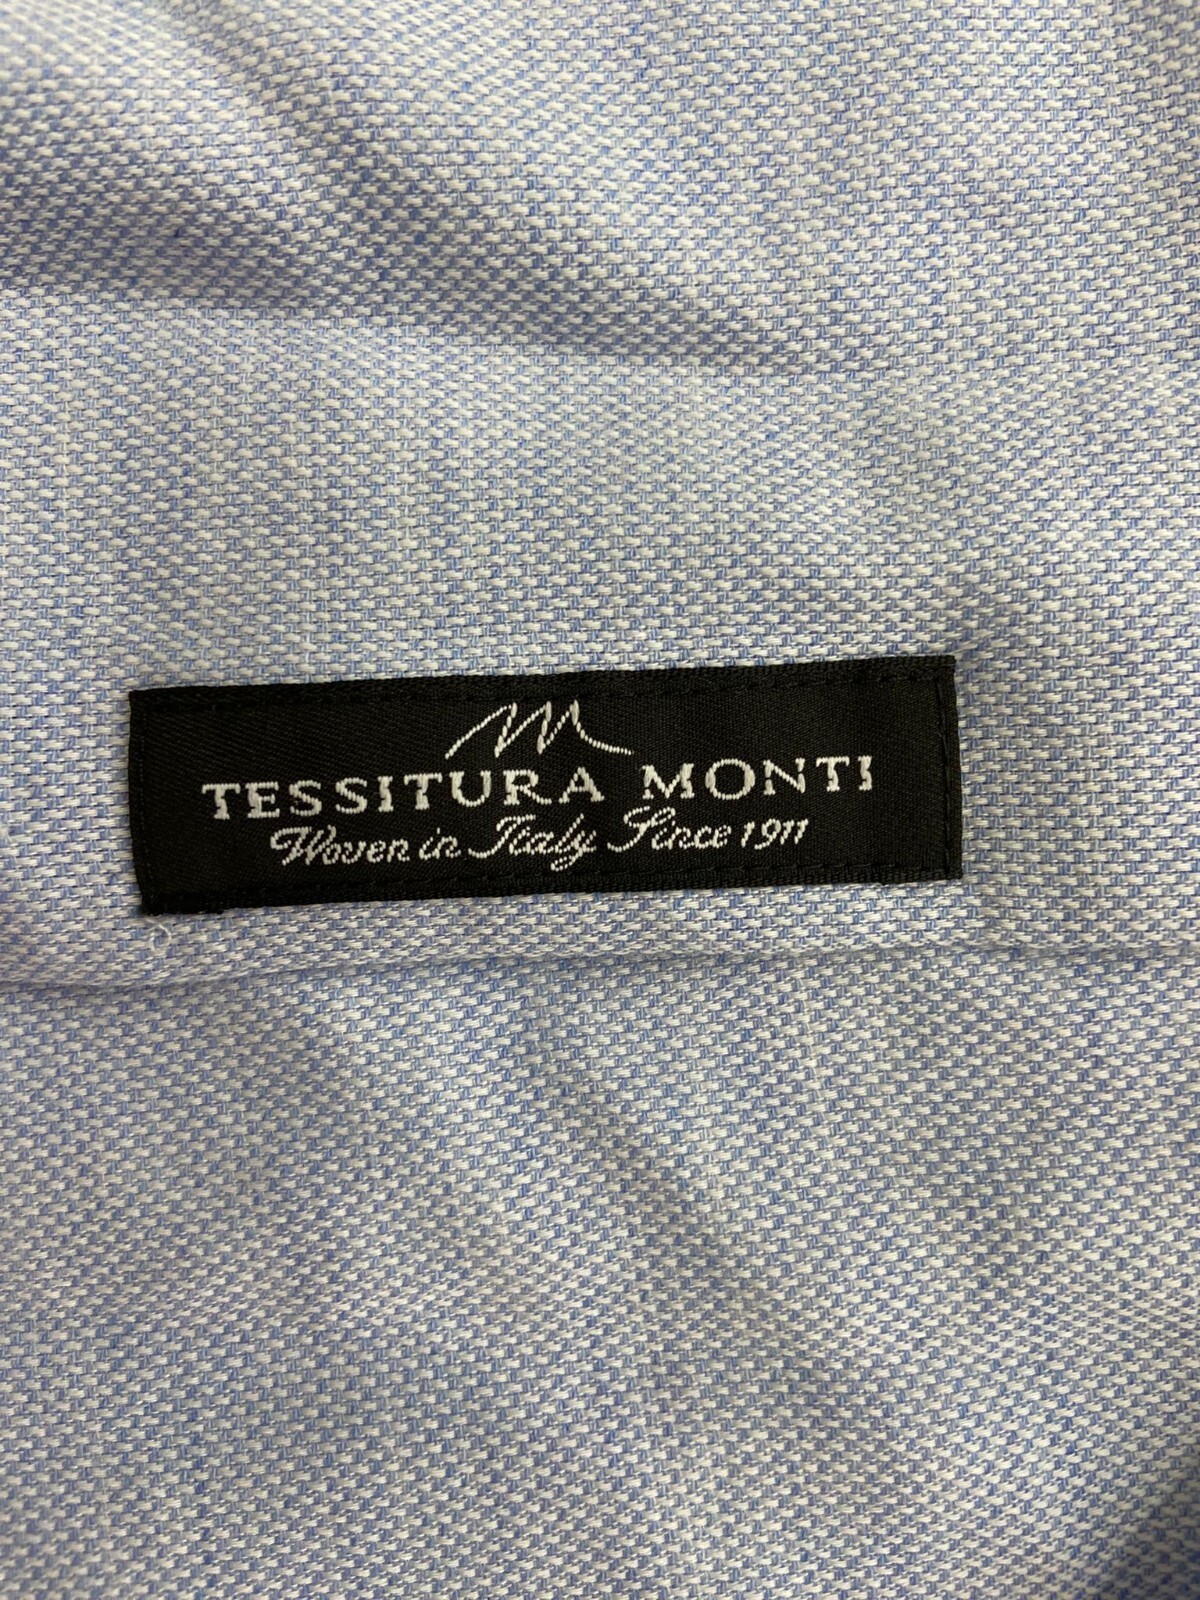 TESSITURA MONTI
Woven in Italy Since 1911